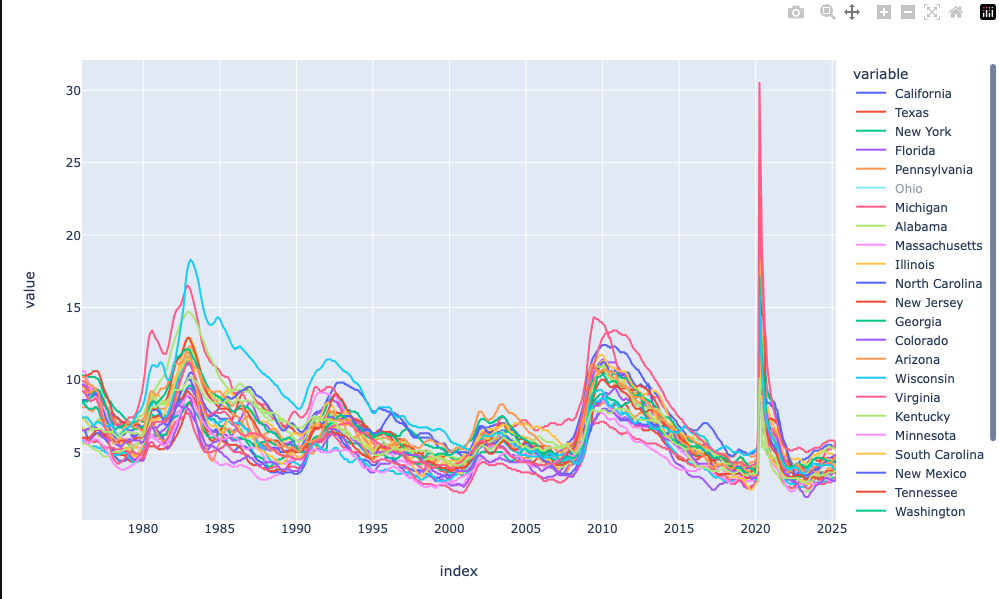 variable
California
Texas
New York
Florida
Pennsylvania
Ohio
Michigan
Alabama
Massachusetts
Illinois
North Carolina
New Jersey
Georgia
Colorado
Arizona
Wisconsin
Virginia
Kentucky
Minnesota
South Carolina
New Mexico
Tennessee
Washington
value
30
25
20
15
10
5
1980 1985 1990 1995 2000 2005 2010 2015 2020 2025
index